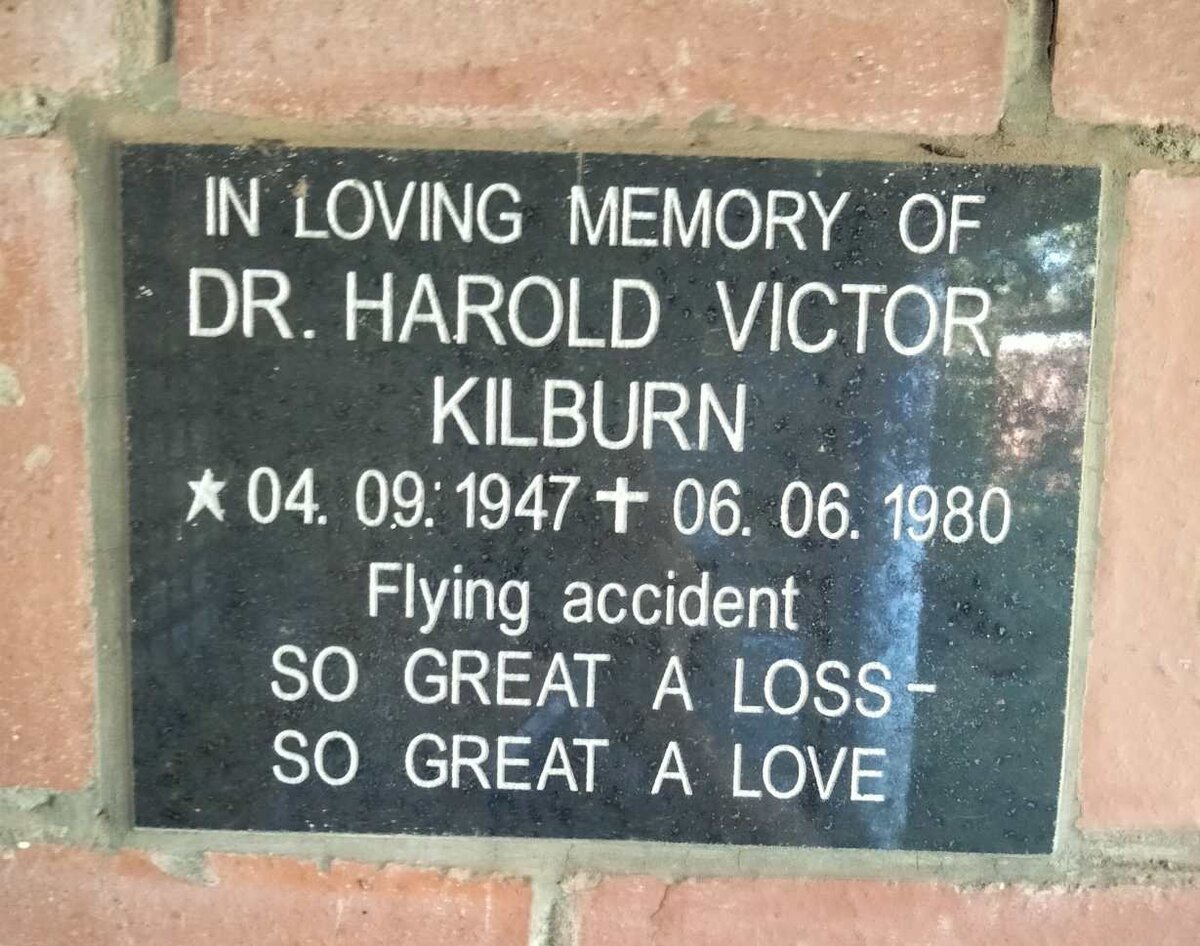 IN LOVING MEMORY OF
DR. HAROLD VICTOR
KILBURN
★ 04. 09. 1947 ✝ 06. 06. 1980
Flying accident
SO GREAT A LOSS -
SO GREAT A LOVE